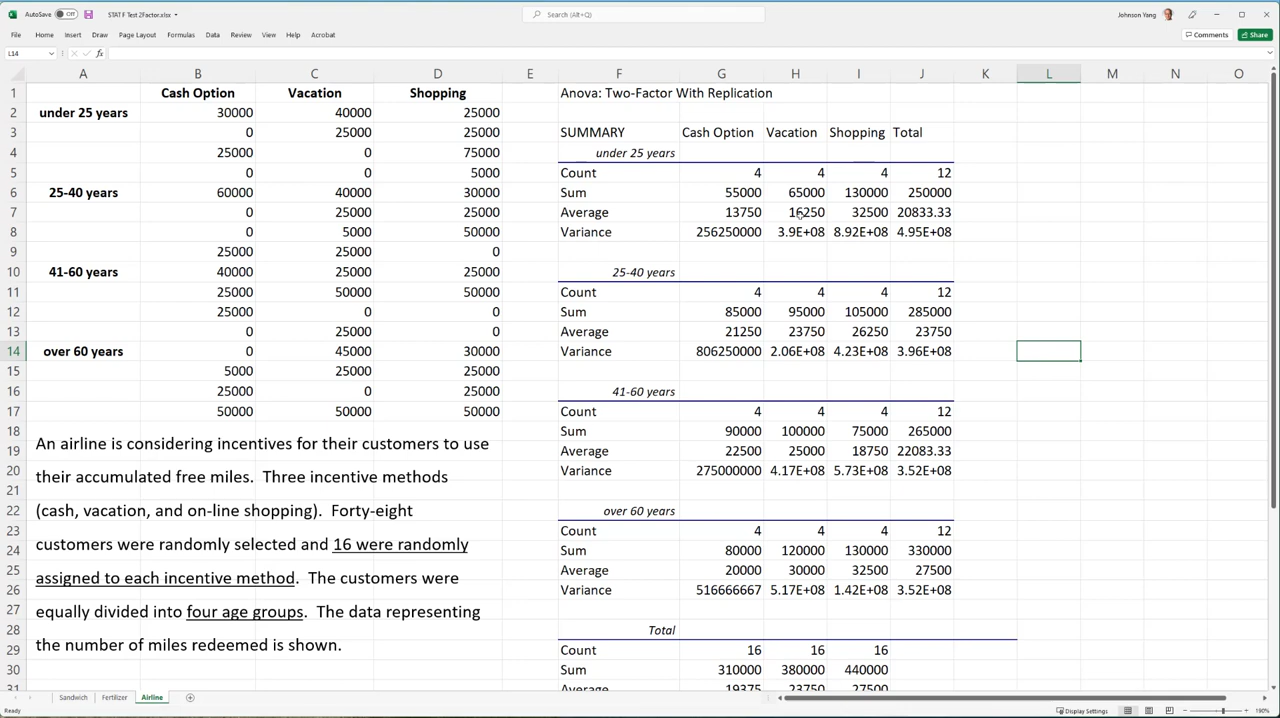 AutoSave Off STAT F Test 2Factor.xlsx Search (Alt+Q) Johnson Yang
File Home Insert Draw Page Layout Formulas Data Review View Help Acrobat Comments Share
L14 fx
A B C D E F G H I J K L M N O
1 Cash Option Vacation Shopping Anova: Two-Factor With Replication
2 under 25 years 30000 40000 25000
3 0 25000 25000 SUMMARY Cash Option Vacation Shopping Total
4 25000 0 75000 under 25 years
5 0 0 5000 Count 4 4 4 12
6 25-40 years 60000 40000 30000 Sum 55000 65000 130000 250000
7 0 25000 25000 Average 13750 16250 32500 20833.33
8 0 5000 50000 Variance 256250000 3.9E+08 8.92E+08 4.95E+08
9 25000 25000 0
10 41-60 years 40000 25000 25000 25-40 years
11 25000 50000 50000 Count 4 4 4 12
12 25000 0 0 Sum 85000 95000 105000 285000
13 0 25000 0 Average 21250 23750 26250 23750
14 over 60 years 0 45000 30000 Variance 806250000 2.06E+08 4.23E+08 3.96E+08
15 5000 25000 25000
16 25000 0 25000 41-60 years
17 50000 50000 50000 Count 4 4 4 12
An airline is considering incentives for their customers to use
their accumulated free miles. Three incentive methods
(cash, vacation, and on-line shopping). Forty-eight
customers were randomly selected and 16 were randomly
assigned to each incentive method. The customers were
equally divided into four age groups. The data representing
the number of miles redeemed is shown.
18 Sum 90000 100000 75000 265000
19 Average 22500 25000 18750 22083.33
20 Variance 275000000 4.17E+08 5.73E+08 3.52E+08
21
22 over 60 years
23 Count 4 4 4 12
24 Sum 80000 120000 130000 330000
25 Average 20000 30000 32500 27500
26 Variance 516666667 5.17E+08 1.42E+08 3.52E+08
27
28 Total
29 Count 16 16 16
30 Sum 310000 380000 440000
31 Average 19375 23750 27500
Sandwich Fertilizer Airline
Ready Display Settings 190%